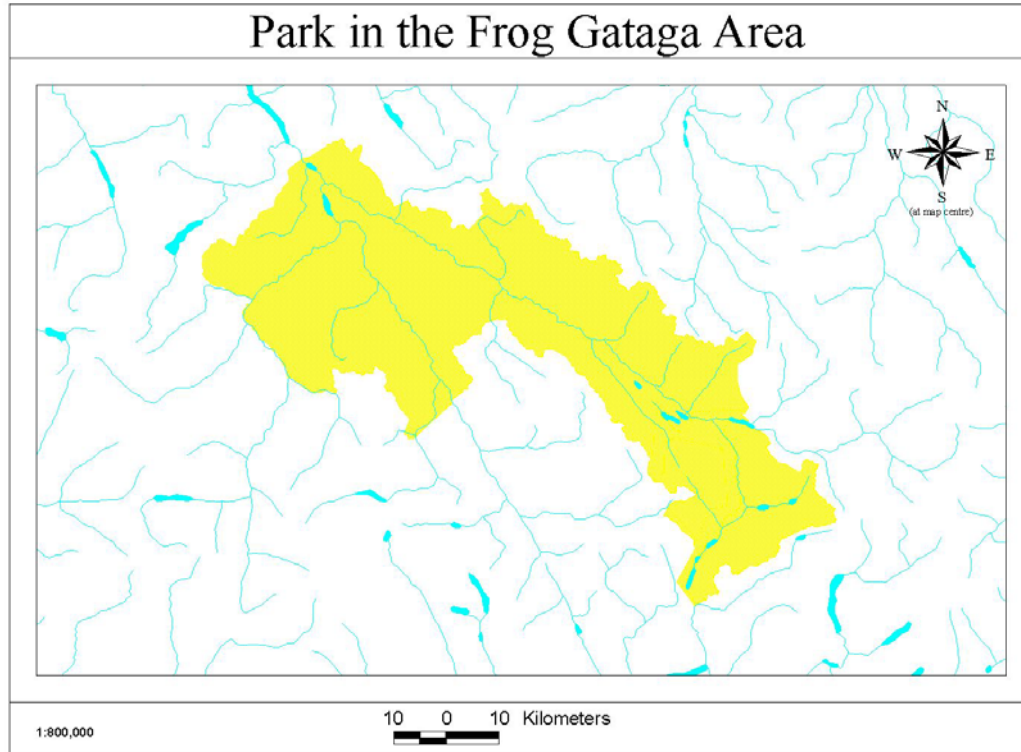 Park in the Frog Gataga Area
N
W E
S
(at map centre)
10 0 10 Kilometers
1:800,000